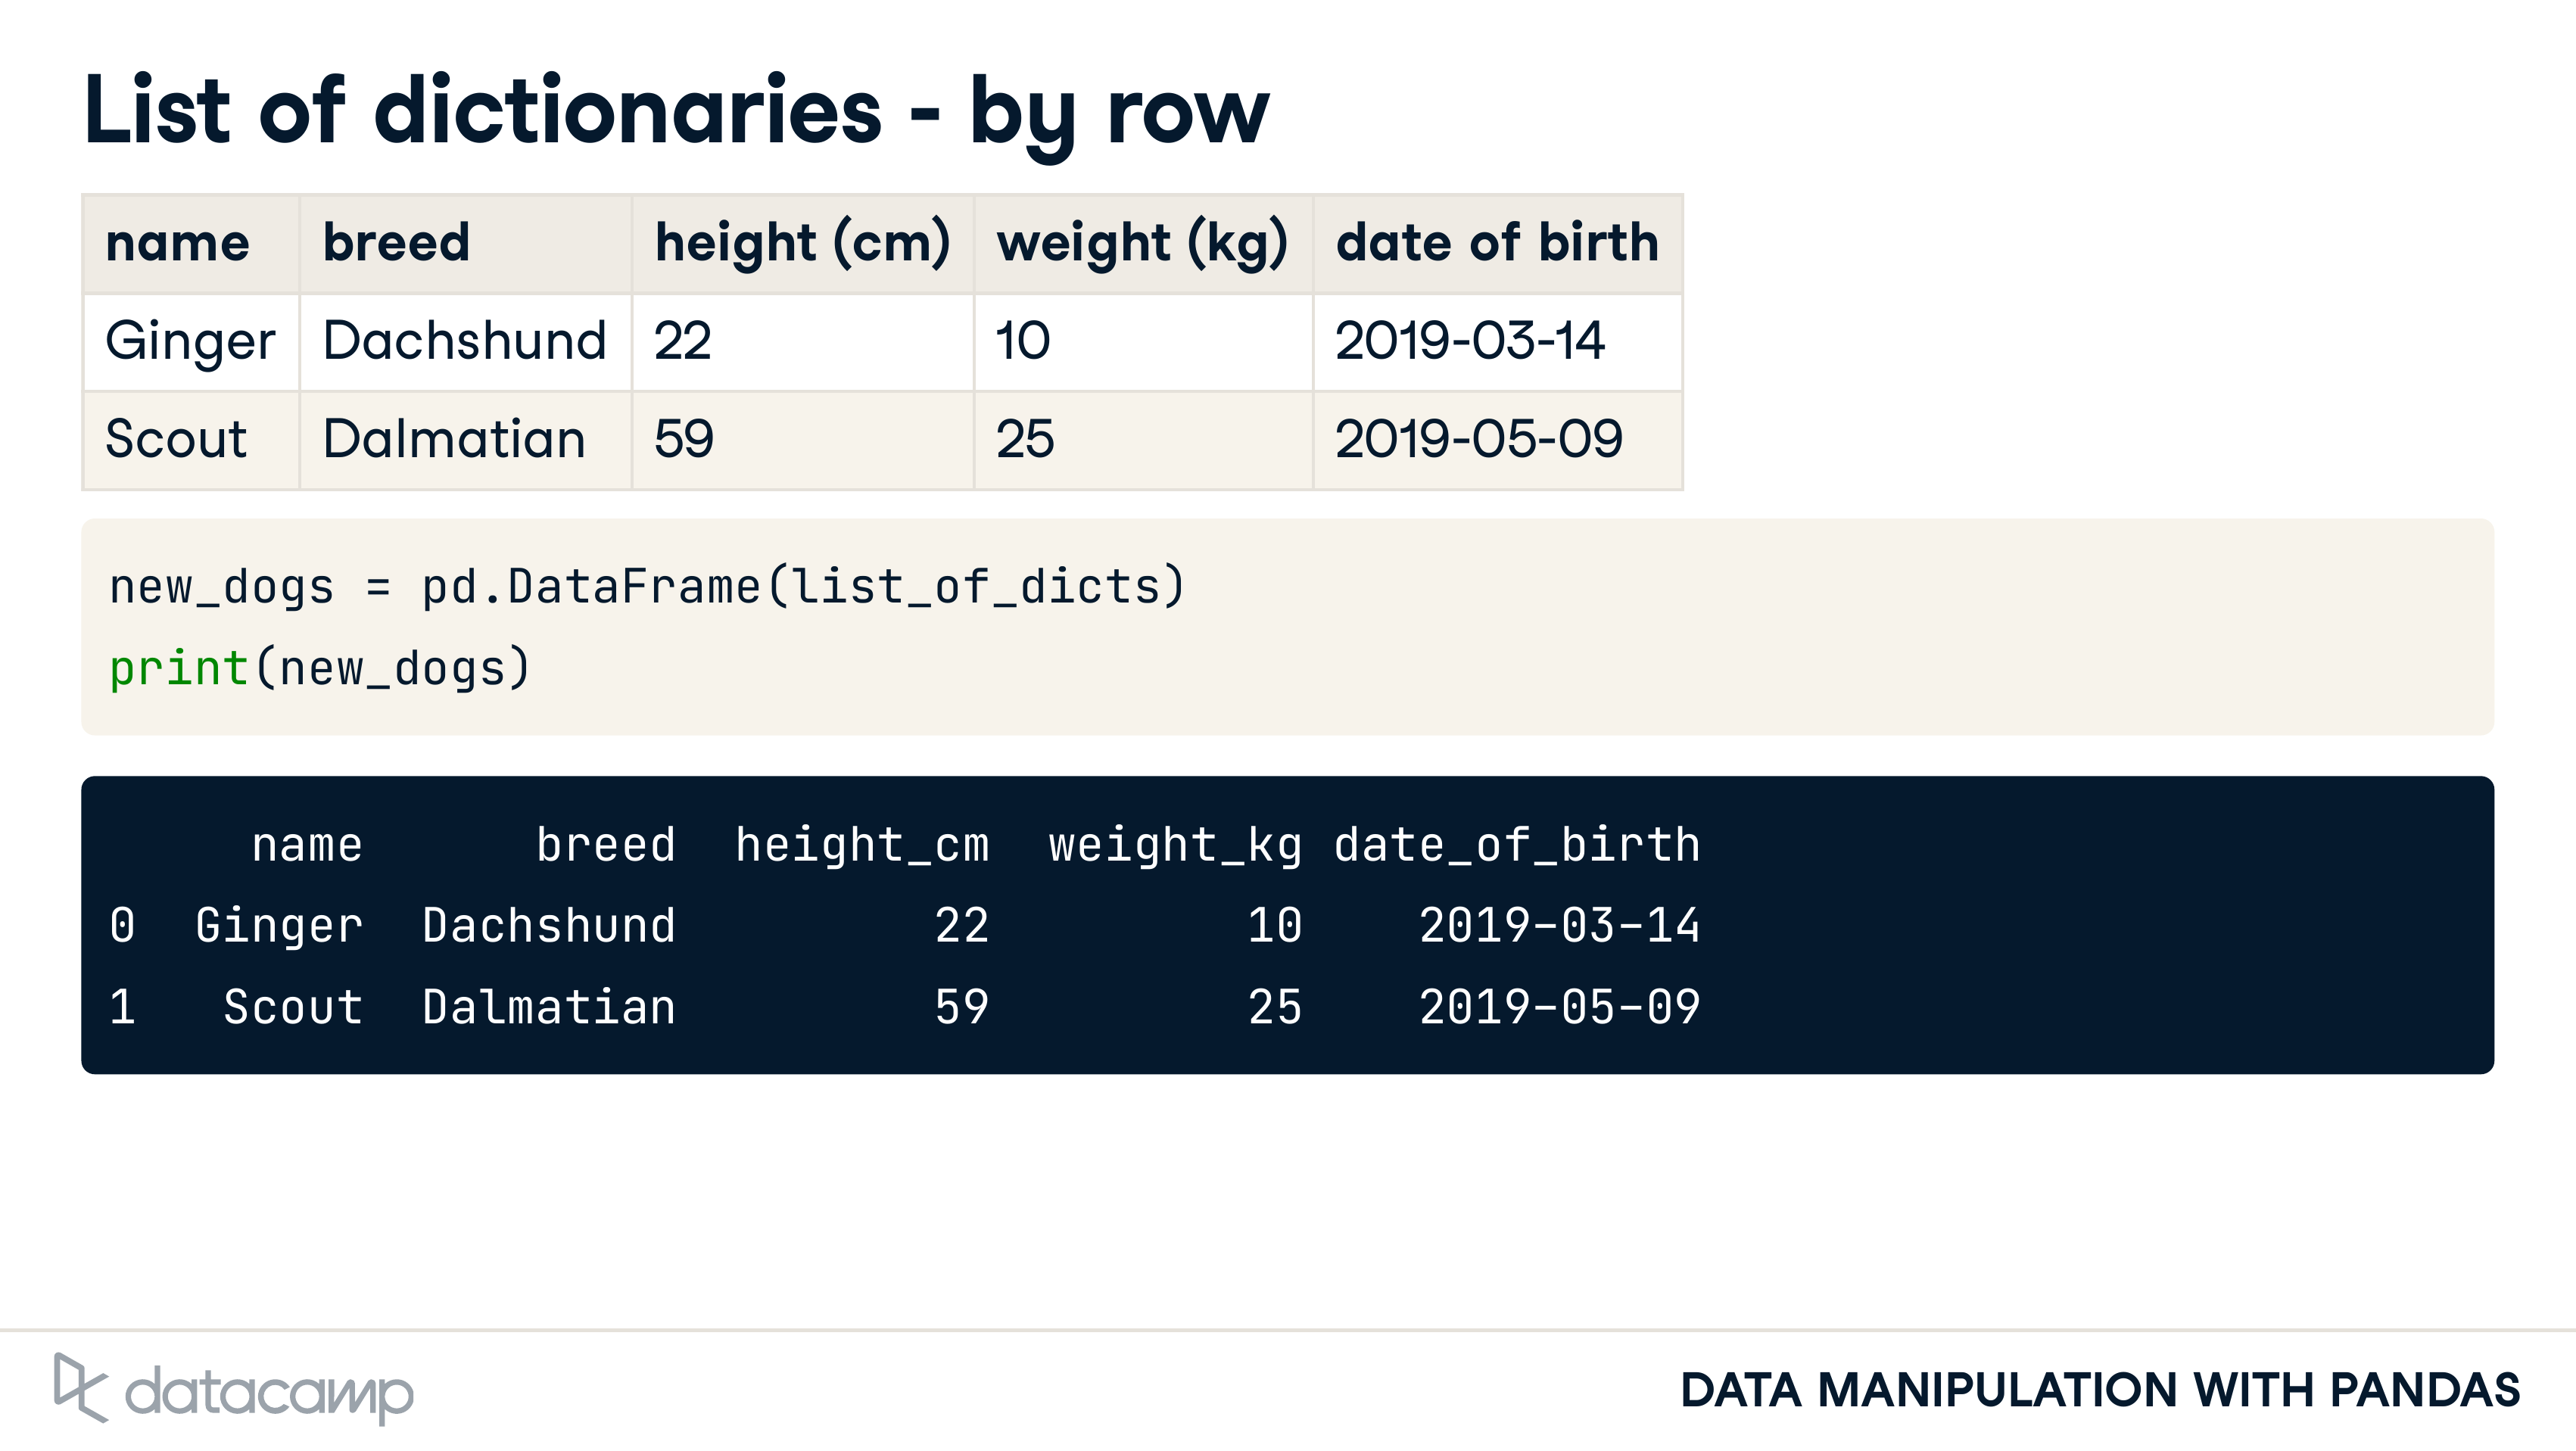 List of dictionaries - by row
name breed height (cm) weight (kg) date of birth
Ginger Dachshund 22 10 2019-03-14
Scout Dalmatian 59 25 2019-05-09
new_dogs = pd.DataFrame(list_of_dicts)
print(new_dogs)
name breed height_cm weight_kg date_of_birth
0 Ginger Dachshund 22 10 2019-03-14
1 Scout Dalmatian 59 25 2019-05-09
datacamp
DATA MANIPULATION WITH PANDAS